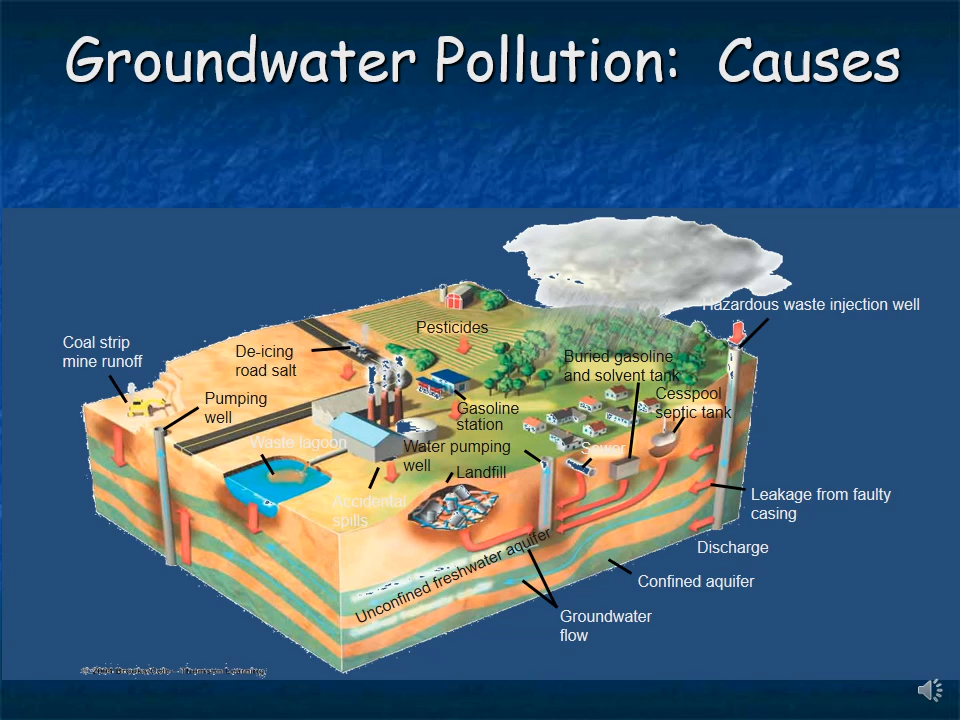 Groundwater Pollution: Causes
Hazardous waste injection well
Pesticides
Coal strip
mine runoff
De-icing
road salt
Buried gasoline
and solvent tank
Cesspool
septic tank
Pumping
well
Gasoline
station
Waste lagoon
Water pumping
well
Sewer
Landfill
Accidental
spills
Leakage from faulty
casing
Discharge
Unconfined freshwater aquifer
Confined aquifer
Groundwater
flow